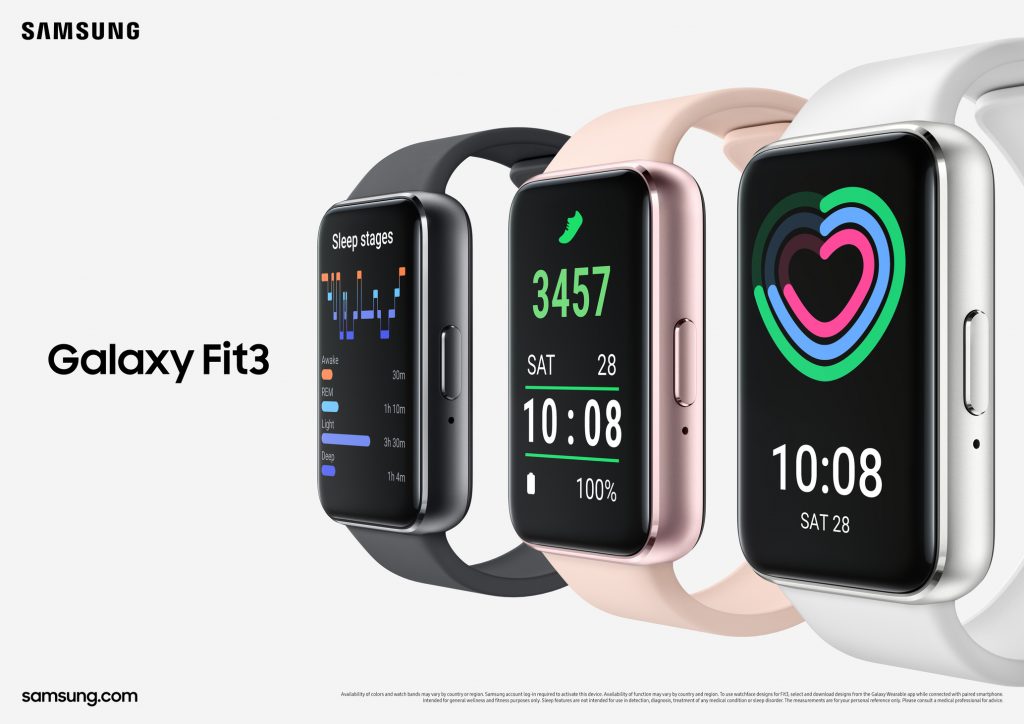 SAMSUNG
Galaxy Fit3
Sleep stages
Awake
30m
REM
1h 10m
Light
3h 30m
Deep
1h 4m
3457
SAT 28
10:08
100%
10:08
SAT 28
samsung.com
Availability of colors and watch bands may vary by country or region. Samsung account log-in required to activate this device. Availability of function may vary by country and region. To use watchface designs for Fit3, select and download designs from the Galaxy Wearable app while connected with paired smartphone.
Intended for general wellness and fitness purposes only. Sleep features are not intended for use in detection, diagnosis, treatment of any medical condition or sleep disorder. The measurements are for your personal reference only. Please consult a medical professional for advice.